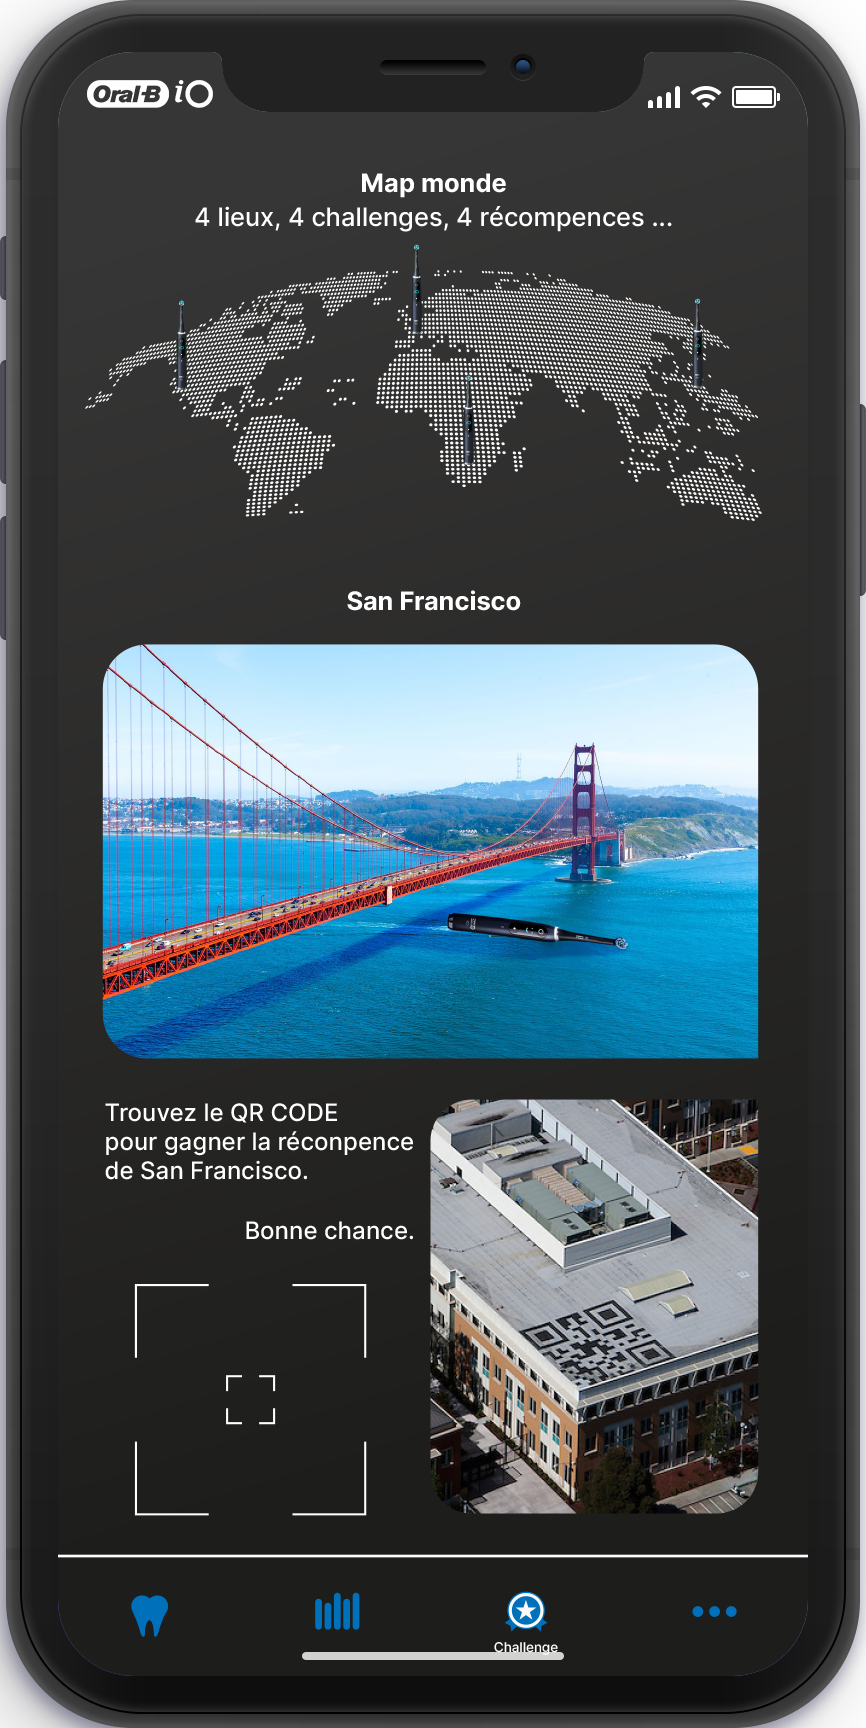 Oral-B iO
Map monde
4 lieux, 4 challenges, 4 récompences ...
San Francisco
Trouvez le QR CODE
pour gagner la réconpence
de San Francisco.
Bonne chance.
Challenge